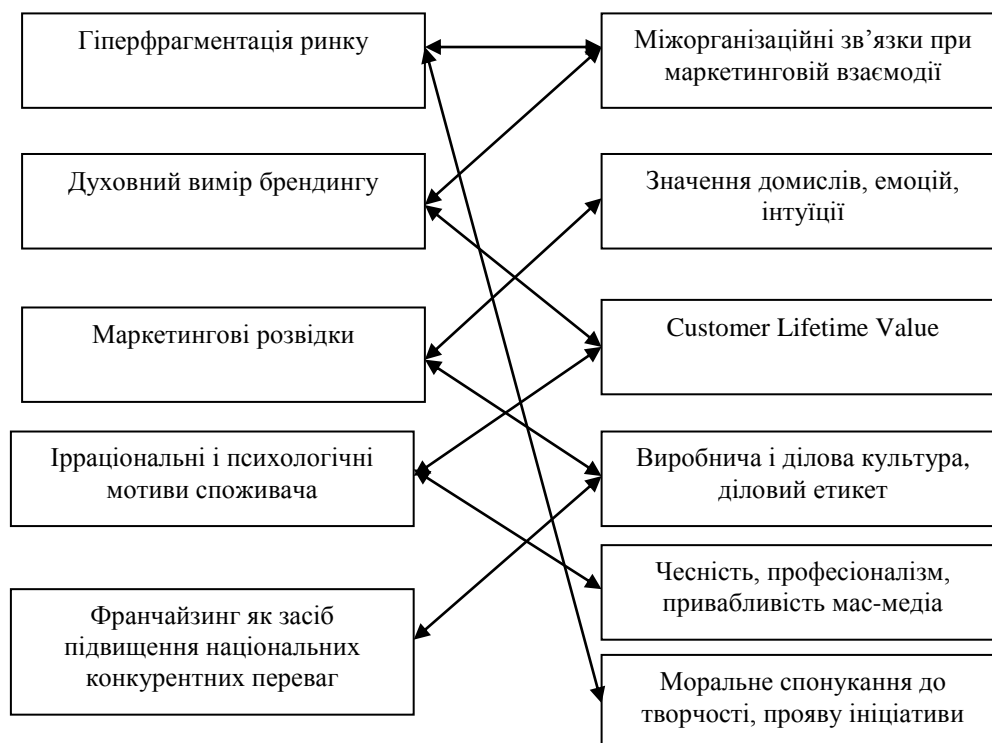 Гіперфрагментація ринку
Міжорганізаційні зв’язки при
маркетинговій взаємодії
Духовний вимір брендингу
Значення домислів, емоцій,
інтуїції
Маркетингові розвідки
Customer Lifetime Value
Ірраціональні і психологічні
мотиви споживача
Виробнича і ділова культура,
діловий етикет
Чесність, професіоналізм,
привабливість мас-медіа
Франчайзинг як засіб
підвищення національних
конкурентних переваг
Моральне спонукання до
творчості, прояву ініціативи